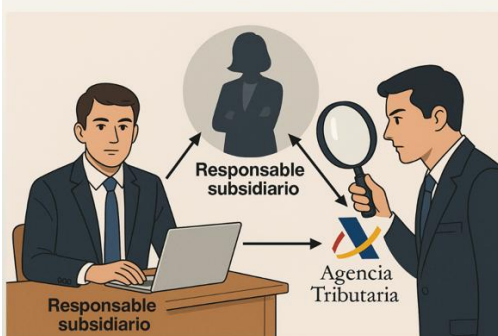 Responsable
subsidiario
Agencia
Tributaria
Responsable
subsidiario